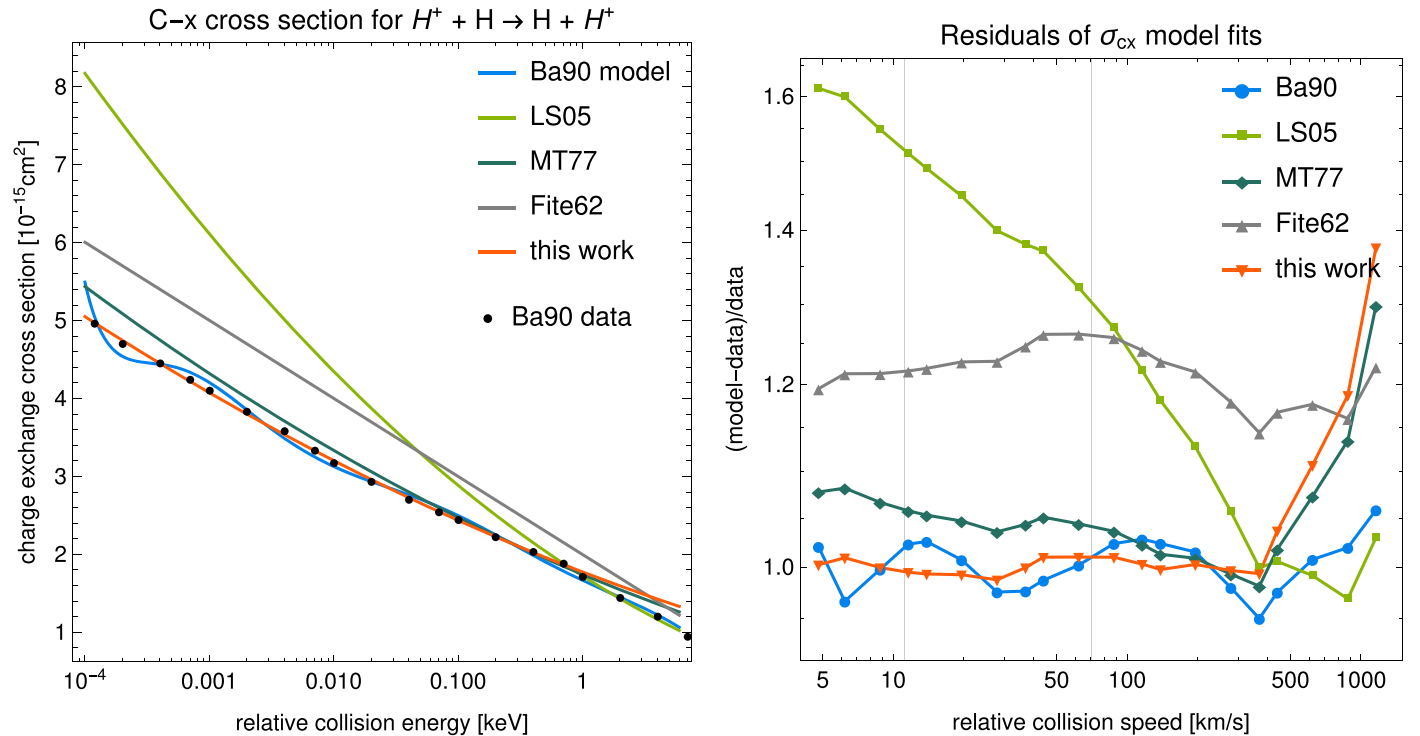 C−x cross section for H⁺ + H → H + H⁺
charge exchange cross section [10⁻¹⁵cm²]
8
7
6
5
4
3
2
1
Ba90 model
LS05
MT77
Fite62
this work
Ba90 data
10⁻⁴
0.001
0.010
0.100
1
relative collision energy [keV]
Residuals of σcx model fits
(model−data)/data
1.6
1.4
1.2
1.0
Ba90
LS05
MT77
Fite62
this work
5
10
50
100
500
1000
relative collision speed [km/s]